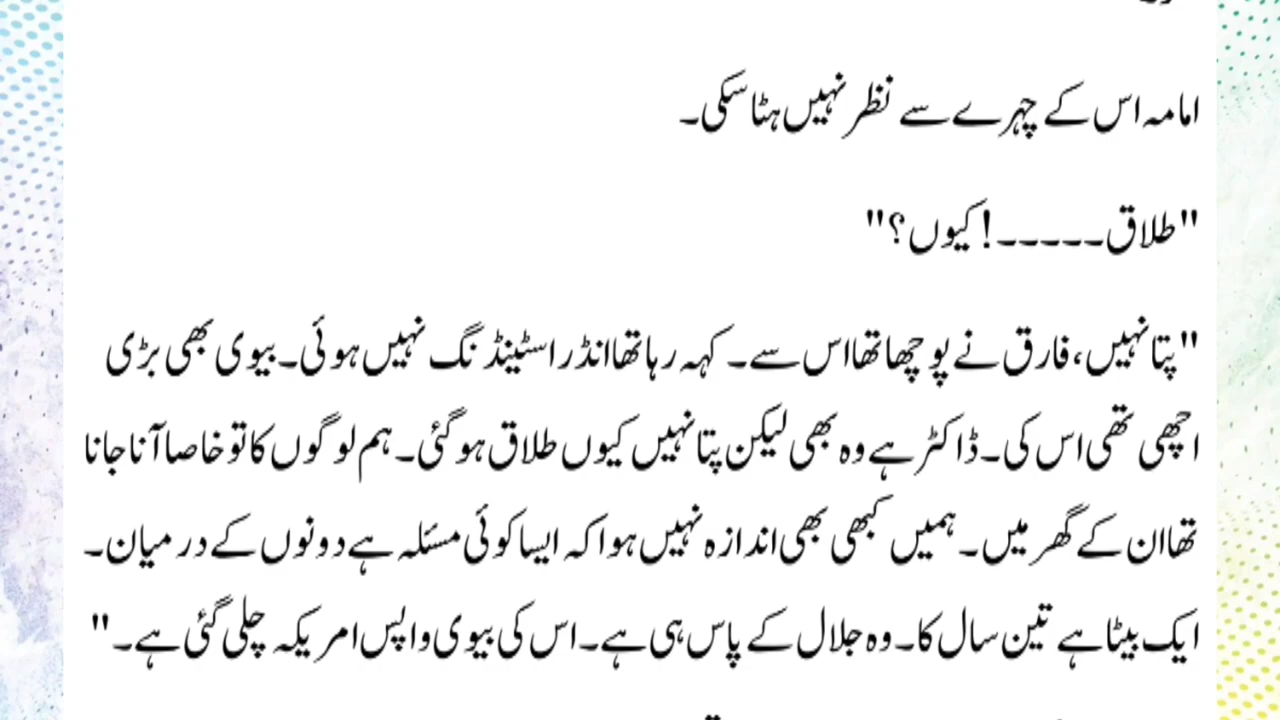 امامہ اس کے چہرے سے نظر نہیں ہٹا سکی۔
"طلاق-----! کیوں؟"
"پتا نہیں، فارق نے پوچھا تھا اس سے۔ کہہ رہا تھا انڈر اسٹینڈنگ نہیں ہوئی۔ بیوی بھی بڑی
اچھی تھی اس کی۔ ڈاکٹر ہے وہ بھی لیکن پتا نہیں کیوں طلاق ہو گئی۔ ہم لوگوں کا تو خاصا آنا جانا
تھا ان کے گھر میں۔ ہمیں کبھی بھی اندازہ نہیں ہوا کہ ایسا کوئی مسئلہ ہے دونوں کے درمیان۔
ایک بیٹا ہے تین سال کا۔ وہ جلال کے پاس ہی ہے۔ اس کی بیوی واپس امریکہ چلی گئی ہے۔"